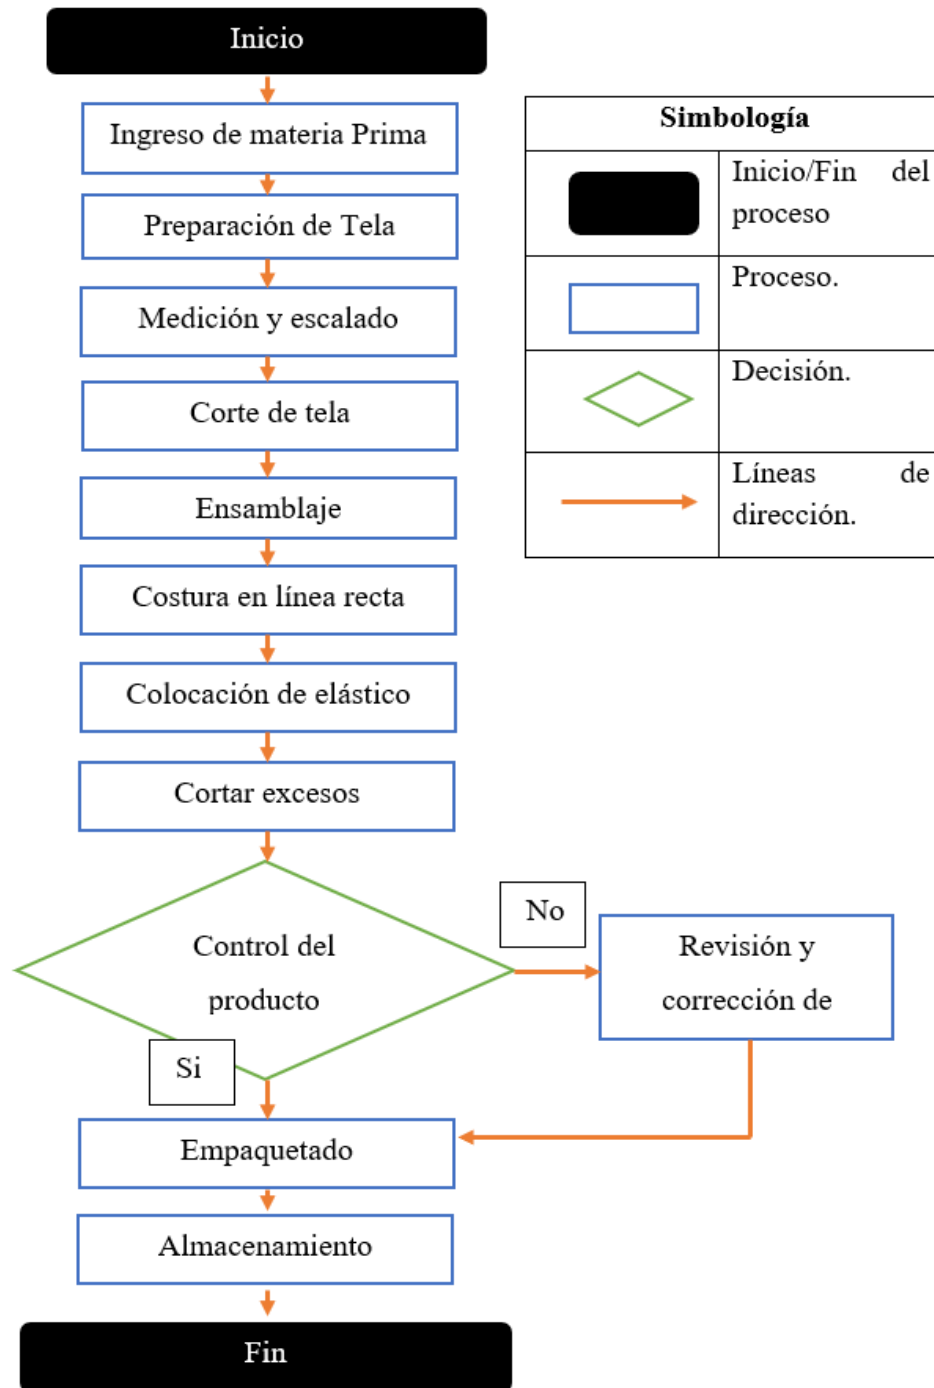 Inicio
Ingreso de materia Prima
Preparación de Tela
Medición y escalado
Corte de tela
Ensamblaje
Costura en línea recta
Colocación de elástico
Cortar excesos
Control del
producto
No
Revisión y
corrección de
Si
Empaquetado
Almacenamiento
Fin
Simbología
Inicio/Fin del
proceso
Proceso.
Decisión.
Líneas de
dirección.